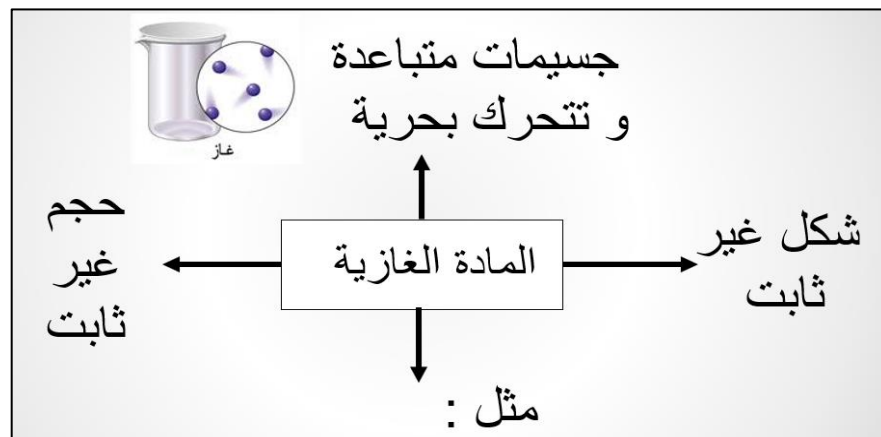 غاز
جسيمات متباعدة
و تتحرك بحرية
شكل غير
ثابت
المادة الغازية
حجم
غير
ثابت
مثل :